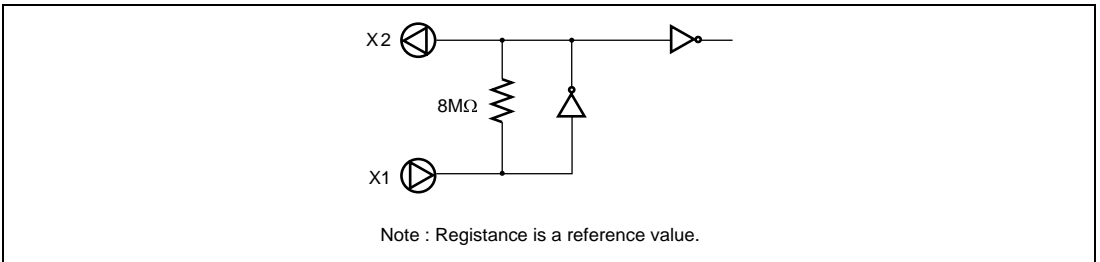 X2
8MΩ
X1
Note : Registance is a reference value.